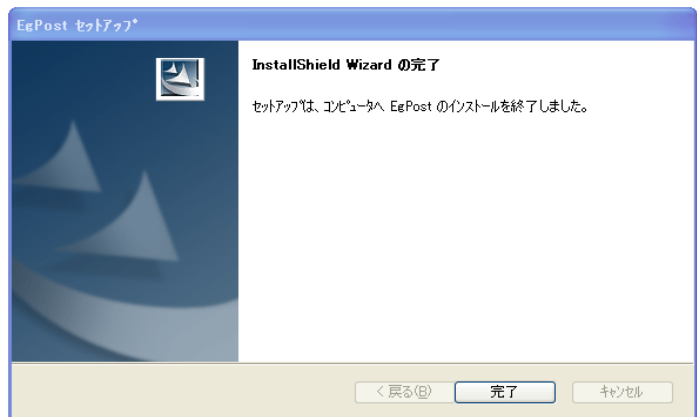 EgPost ｾｯﾄｱｯﾌﾟ
InstallShield Wizard の完了
ｾｯﾄｱｯﾌﾟは、ｺﾝﾋﾟｭｰﾀへ EgPost のｲﾝｽﾄｰﾙを終了しました。
< 戻る(B)
完了
ｷｬﾝｾﾙ